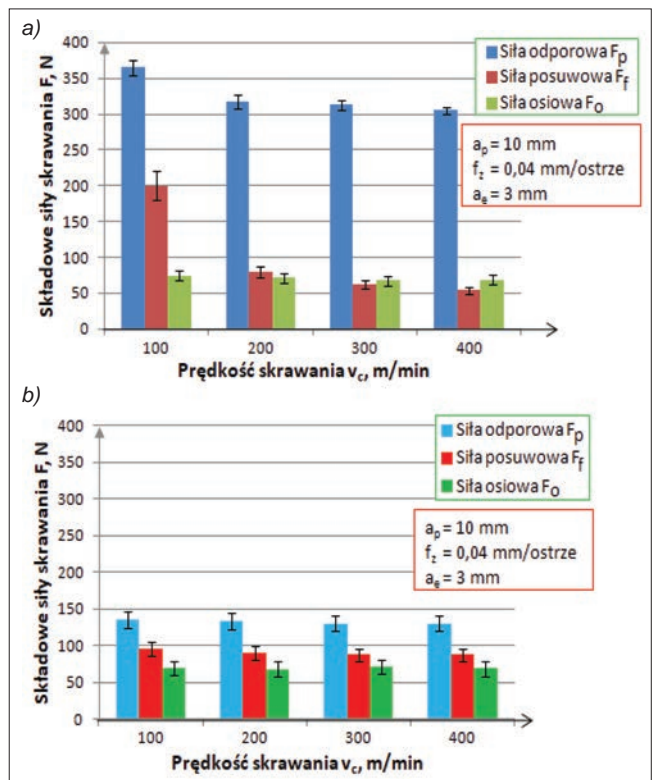 a)
Składowe siły skrawania F, N
400
350
300
250
200
150
100
50
0
Siła odporowa Fp
Siła posuwowa Ff
Siła osiowa Fo
ap = 10 mm
fz = 0,04 mm/ostrze
ae = 3 mm
100 200 300 400
Prędkość skrawania vc, m/min
b)
Składowe siły skrawania F, N
400
350
300
250
200
150
100
50
0
Siła odporowa Fp
Siła posuwowa Ff
Siła osiowa Fo
ap = 10 mm
fz = 0,04 mm/ostrze
ae = 3 mm
100 200 300 400
Prędkość skrawania vc, m/min